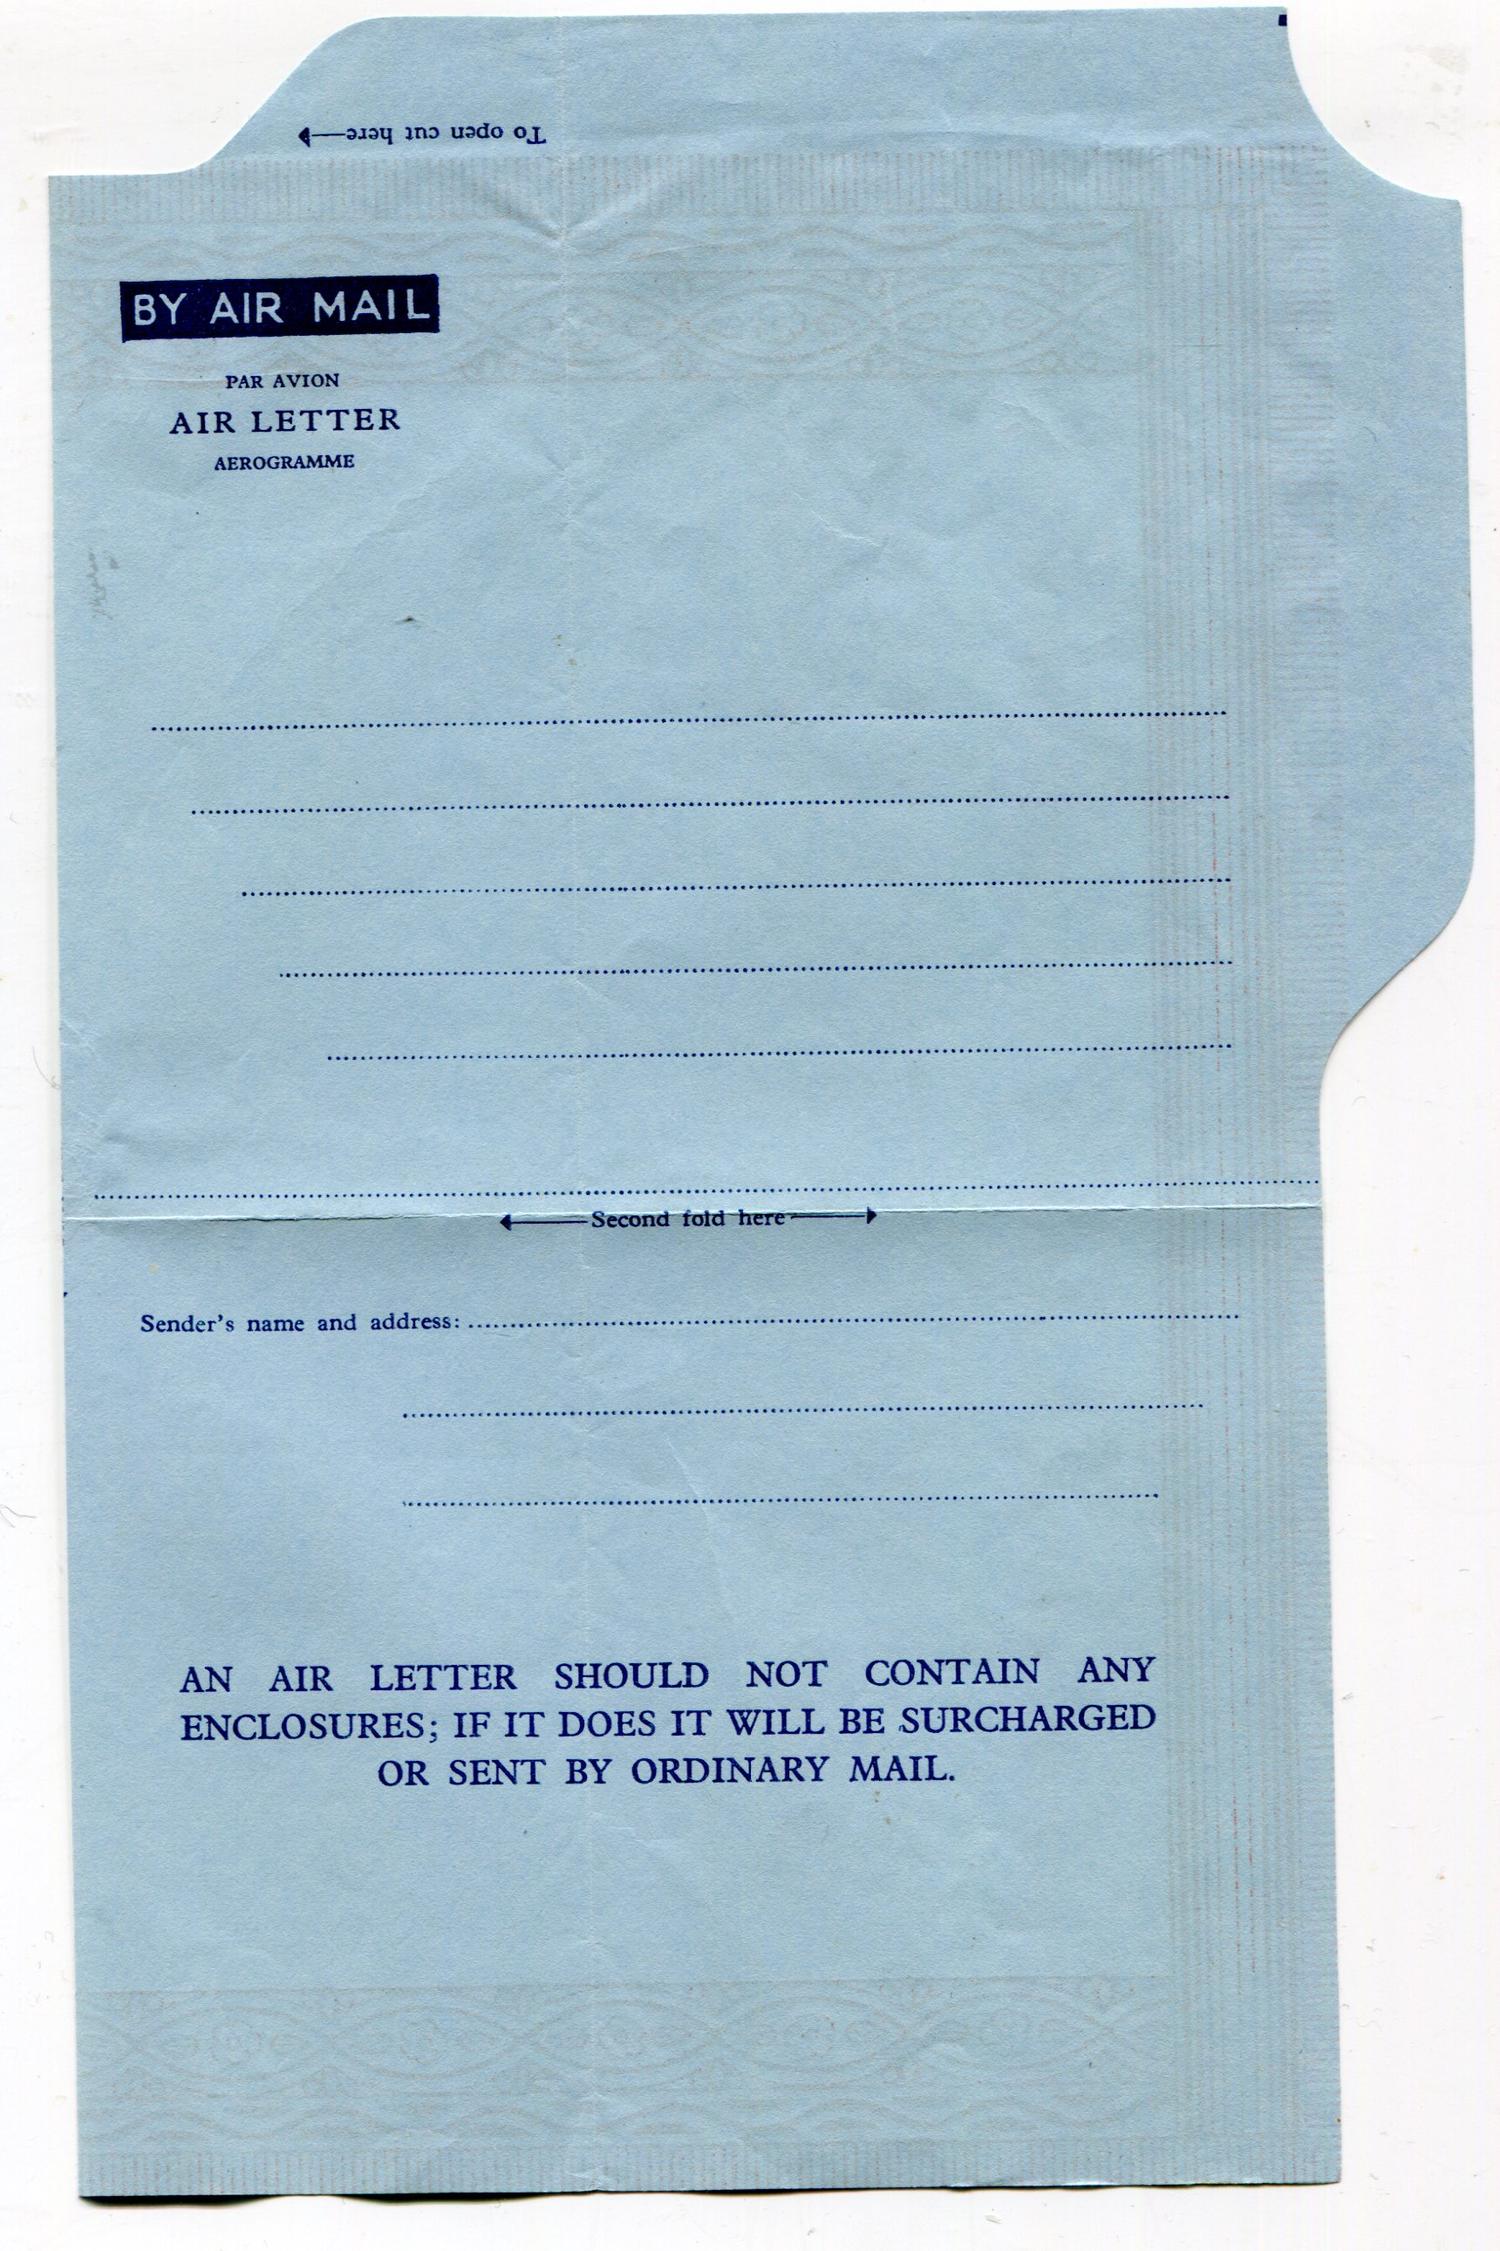 To open cut here
BY AIR MAIL
PAR AVION
AIR LETTER
AEROGRAMME
Second fold here
Sender's name and address:
AN AIR LETTER SHOULD NOT CONTAIN ANY
ENCLOSURES; IF IT DOES IT WILL BE SURCHARGED
OR SENT BY ORDINARY MAIL.